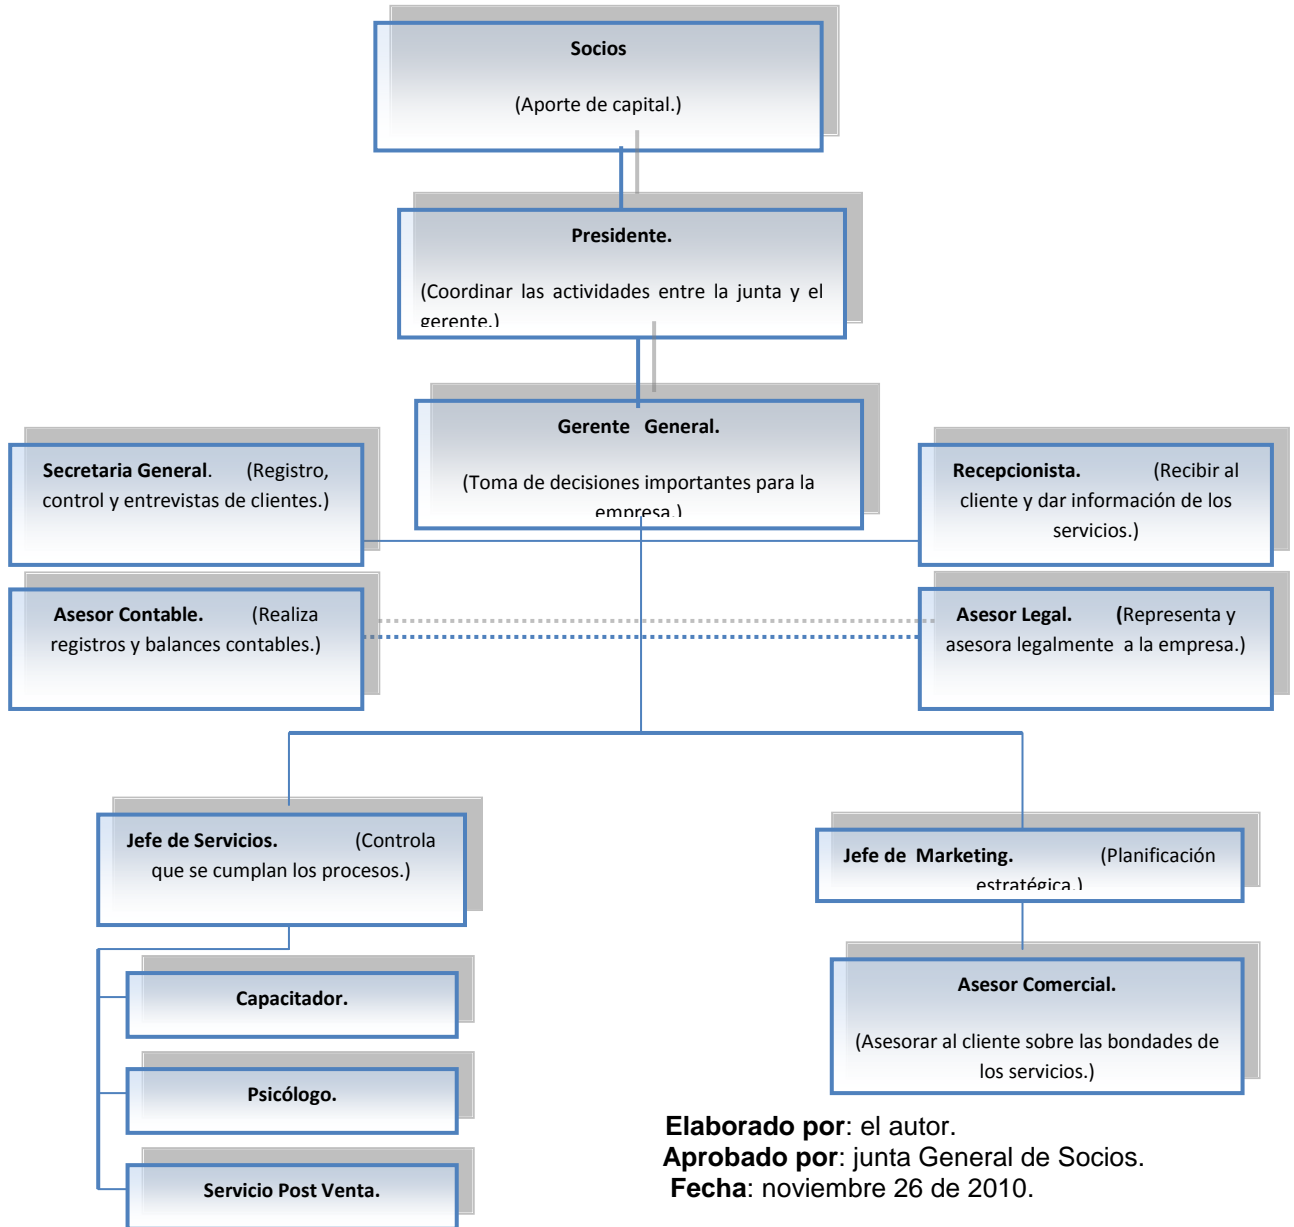 Socios
(Aporte de capital.)
Presidente.
(Coordinar las actividades entre la junta y el
gerente.)
Gerente General.
(Toma de decisiones importantes para la
empresa.)
Secretaria General. (Registro,
control y entrevistas de clientes.)
Recepcionista. (Recibir al
cliente y dar información de los
servicios.)
Asesor Contable. (Realiza
registros y balances contables.)
Asesor Legal. (Representa y
asesora legalmente a la empresa.)
Jefe de Servicios. (Controla
que se cumplan los procesos.)
Jefe de Marketing. (Planificación
estratégica.)
Capacitador.
Psicólogo.
Servicio Post Venta.
Asesor Comercial.
(Asesorar al cliente sobre las bondades de
los servicios.)
Elaborado por: el autor.
Aprobado por: junta General de Socios.
Fecha: noviembre 26 de 2010.